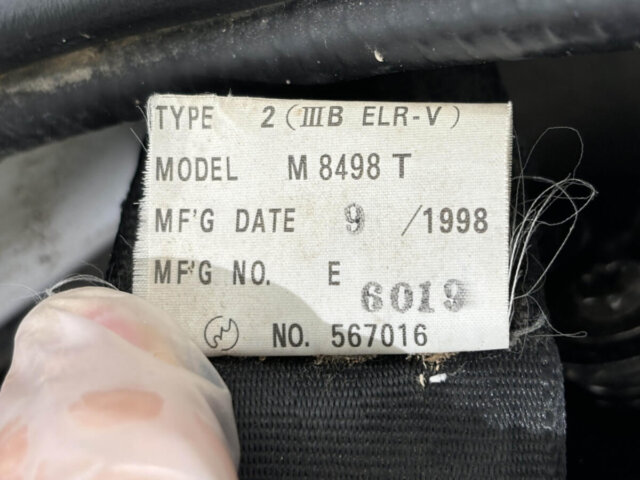 TYPE 2 (IIIB ELR-V)
MODEL M 8498 T
MF'G DATE 9 /1998
MF'G NO. E 6019
NO. 567016